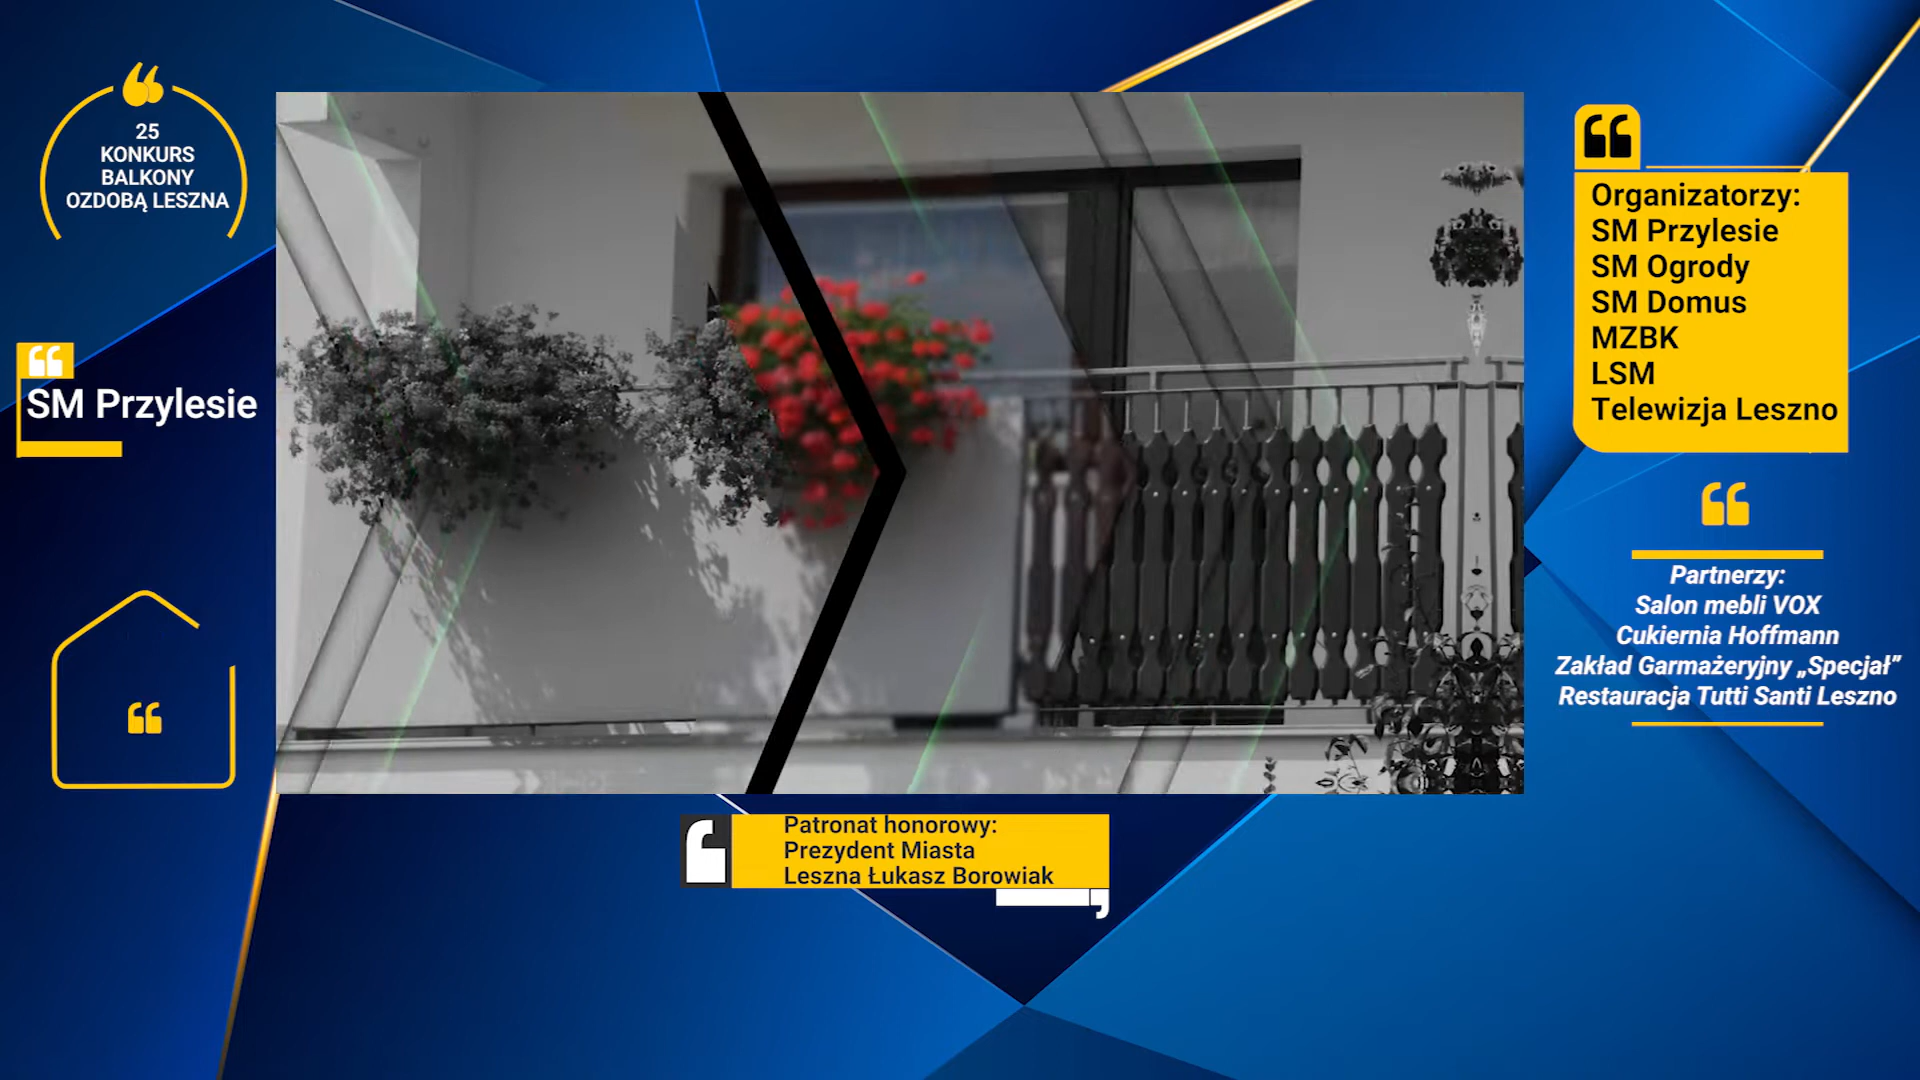 25
KONKURS
BALKONY
OZDOBĄ LESZNA
SM Przylesie
Organizatorzy:
SM Przylesie
SM Ogrody
SM Domus
MZBK
LSM
Telewizja Leszno
Partnerzy:
Salon mebli VOX
Cukiernia Hoffmann
Zakład Garmażeryjny „Specjał”
Restauracja Tutti Santi Leszno
Patronat honorowy:
Prezydent Miasta
Leszna Łukasz Borowiak